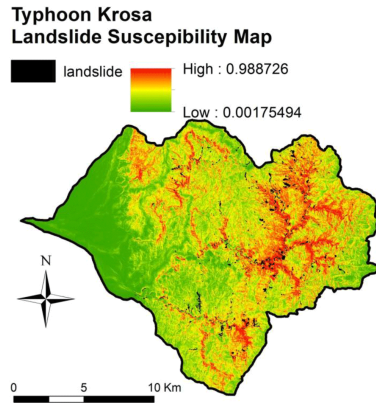 Typhoon Krosa
Landslide Suscepibility Map
landslide
High : 0.988726
Low : 0.00175494
N
0 5 10 Km